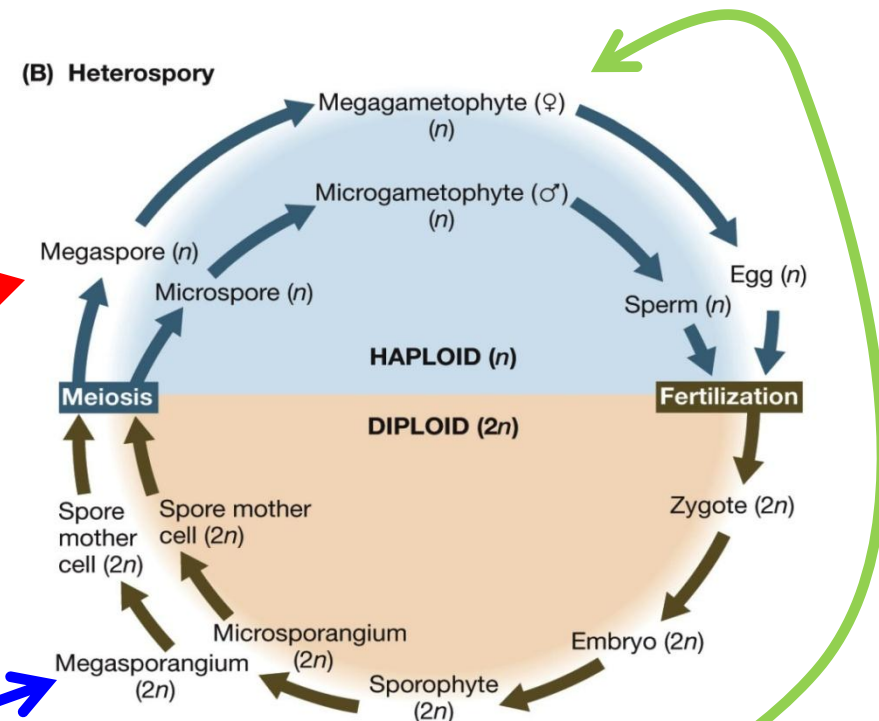 (B) Heterospory
Megagametophyte (♀)
(n)
Microgametophyte (♂)
(n)
Megaspore (n)
Microspore (n)
Egg (n)
Sperm (n)
HAPLOID (n)
Meiosis
Fertilization
DIPLOID (2n)
Spore
mother
cell (2n)
Spore mother
cell (2n)
Zygote (2n)
Microsporangium
(2n)
Embryo (2n)
Megasporangium
(2n)
Sporophyte
(2n)